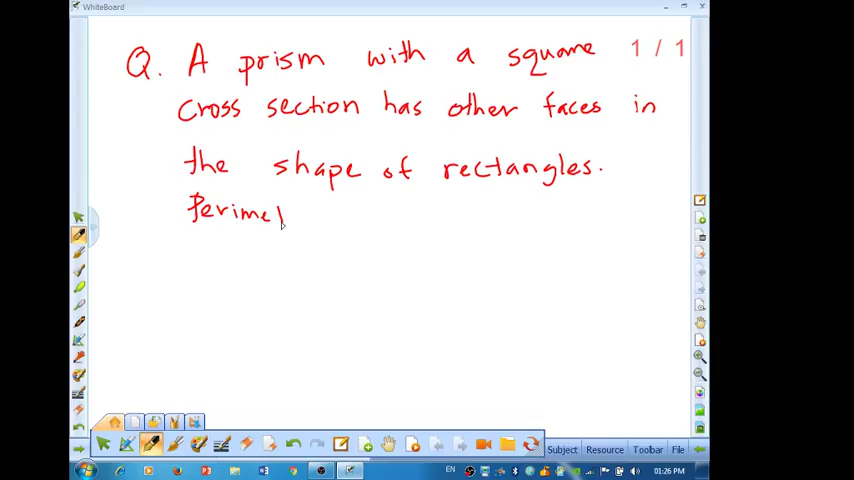 WhiteBoard
1 / 1
Q. A prism with a square
cross section has other faces in
the shape of rectangles.
Perimet
Subject Resource Toolbar File
EN 01:26 PM